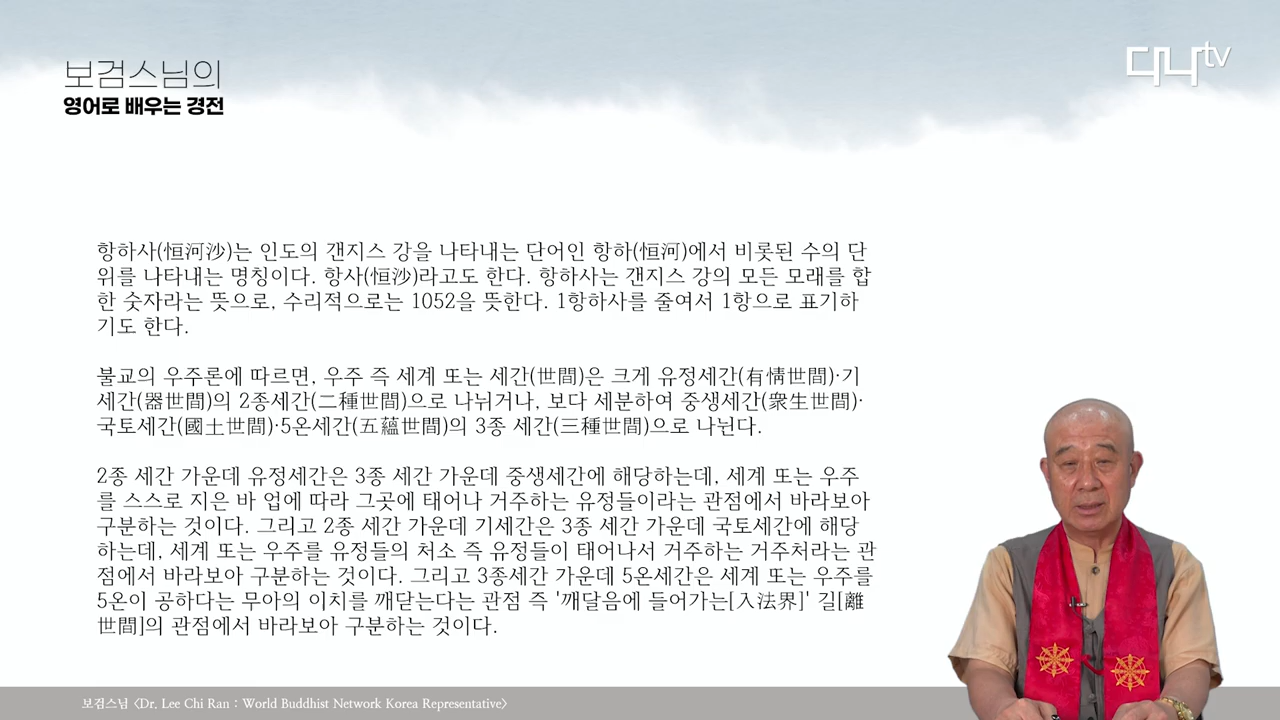 보검스님의
영어로 배우는 경전
다나tv
항하사(恒河沙)는 인도의 갠지스 강을 나타내는 단어인 항하(恒河)에서 비롯된 수의 단
위를 나타내는 명칭이다. 항사(恒沙)라고도 한다. 항하사는 갠지스 강의 모든 모래를 합
한 숫자라는 뜻으로, 수리적으로는 1052을 뜻한다. 1항하사를 줄여서 1항으로 표기하
기도 한다.
불교의 우주론에 따르면, 우주 즉 세계 또는 세간(世間)은 크게 유정세간(有情世間)·기
세간(器世間)의 2종세간(二種世間)으로 나뉘거나, 보다 세분하여 중생세간(衆生世間)·
국토세간(國土世間)·5온세간(五蘊世間)의 3종 세간(三種世間)으로 나뉜다.
2종 세간 가운데 유정세간은 3종 세간 가운데 중생세간에 해당하는데, 세계 또는 우주
를 스스로 지은 바 업에 따라 그곳에 태어나 거주하는 유정들이라는 관점에서 바라보아
구분하는 것이다. 그리고 2종 세간 가운데 기세간은 3종 세간 가운데 국토세간에 해당
하는데, 세계 또는 우주를 유정들의 처소 즉 유정들이 태어나서 거주하는 거주처라는 관
점에서 바라보아 구분하는 것이다. 그리고 3종세간 가운데 5온세간은 세계 또는 우주를
5온이 공하다는 무아의 이치를 깨닫는다는 관점 즉 '깨달음에 들어가는[入法界]' 길[離
世間]의 관점에서 바라보아 구분하는 것이다.
보검스님 <Dr. Lee Chi Ran : World Buddhist Network Korea Representative>